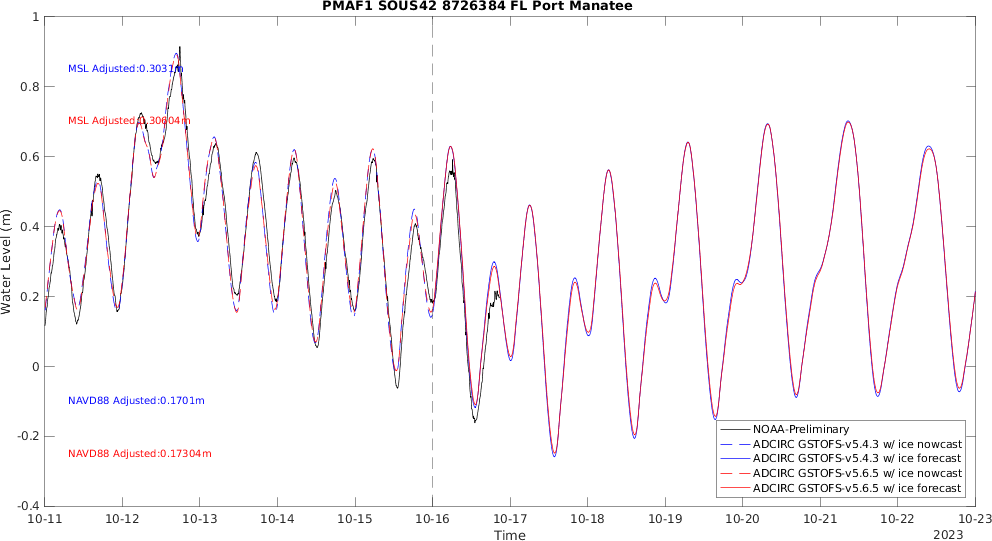 PMAF1 SOUS42 8726384 FL Port Manatee
1
0.8
0.6
0.4
0.2
0
-0.2
-0.4
Water Level (m)
MSL Adjusted:0.3031m
MSL Adjusted:0.30604m
NAVD88 Adjusted:0.1701m
NAVD88 Adjusted:0.17304m
NOAA-Preliminary
ADCIRC GSTOFS-v5.4.3 w/ ice nowcast
ADCIRC GSTOFS-v5.4.3 w/ ice forecast
ADCIRC GSTOFS-v5.6.5 w/ ice nowcast
ADCIRC GSTOFS-v5.6.5 w/ ice forecast
10-11 10-12 10-13 10-14 10-15 10-16 10-17 10-18 10-19 10-20 10-21 10-22 10-23
Time
2023